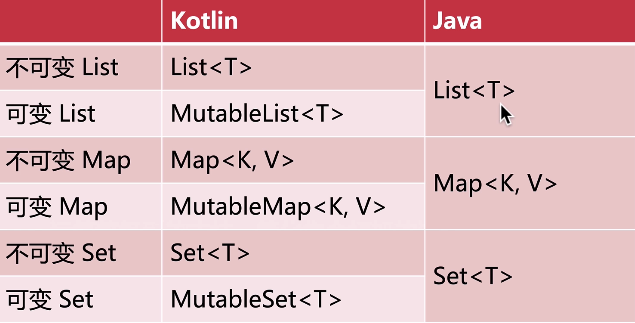 Kotlin Java
不可变 List List<T> List<T>
可变 List MutableList<T>
不可变 Map Map<K, V> Map<K, V>
可变 Map MutableMap<K, V>
不可变 Set Set<T> Set<T>
可变 Set MutableSet<T>